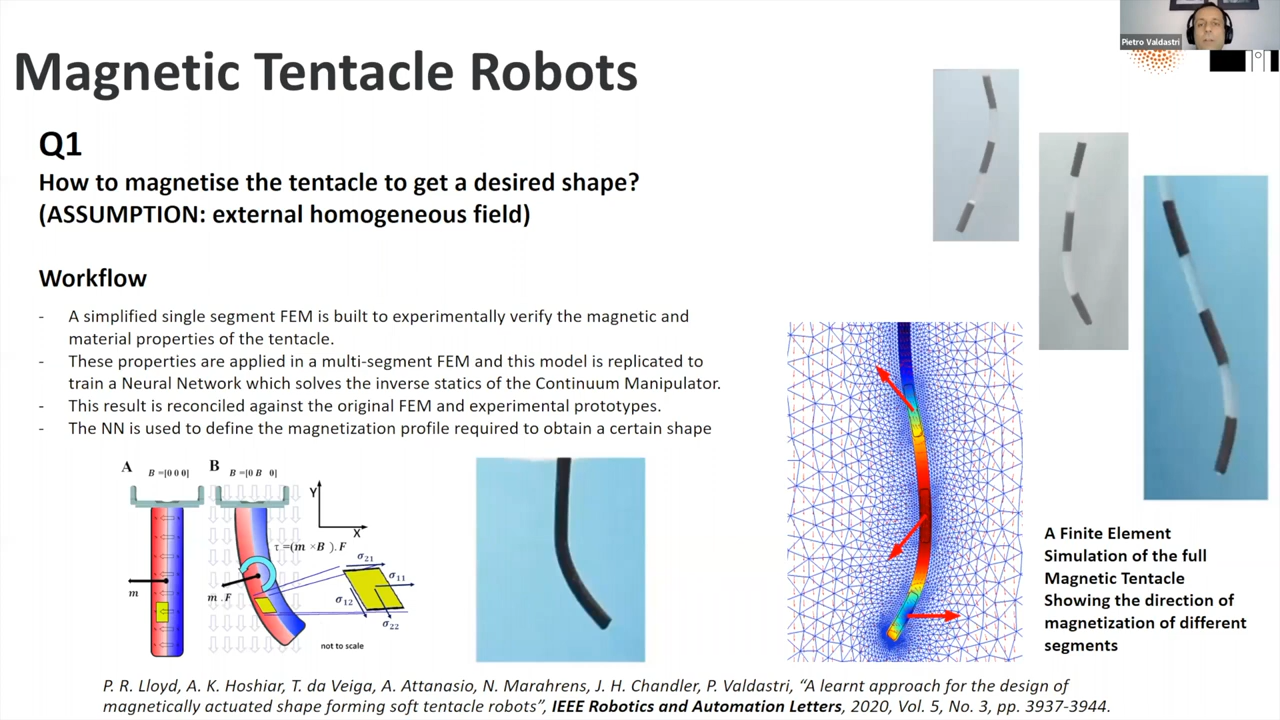 Pietro Valdastri
Magnetic Tentacle Robots
Q1
How to magnetise the tentacle to get a desired shape?
(ASSUMPTION: external homogeneous field)
Workflow
- A simplified single segment FEM is built to experimentally verify the magnetic and
material properties of the tentacle.
- These properties are applied in a multi-segment FEM and this model is replicated to
train a Neural Network which solves the inverse statics of the Continuum Manipulator.
- This result is reconciled against the original FEM and experimental prototypes.
- The NN is used to define the magnetization profile required to obtain a certain shape
A B =[0 0 0] B B =[0 B 0]
Y
X
τ =(m ×B ).F
σ21
σ11
σ12
σ22
m
m .F
not to scale
A Finite Element
Simulation of the full
Magnetic Tentacle
Showing the direction of
magnetization of different
segments
P. R. Lloyd, A. K. Hoshiar, T. da Veiga, A. Attanasio, N. Marahrens, J. H. Chandler, P. Valdastri, “A learnt approach for the design of
magnetically actuated shape forming soft tentacle robots”, IEEE Robotics and Automation Letters, 2020, Vol. 5, No. 3, pp. 3937-3944.